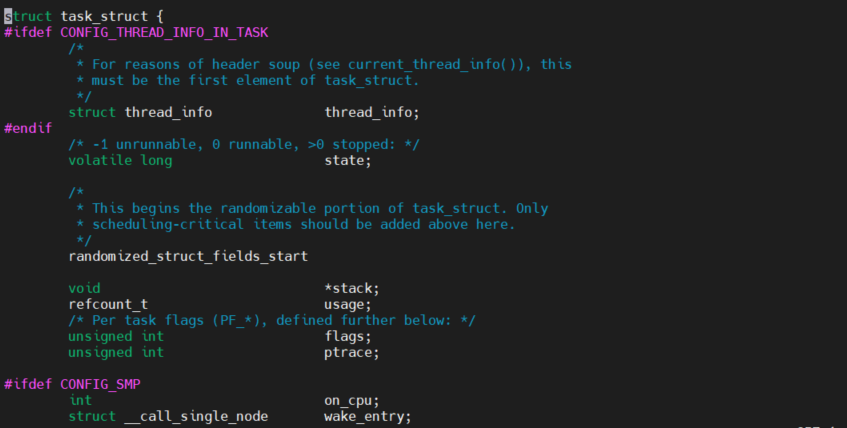 struct task_struct {
#ifdef CONFIG_THREAD_INFO_IN_TASK
        /*
         * For reasons of header soup (see current_thread_info()), this
         * must be the first element of task_struct.
         */
        struct thread_info              thread_info;
#endif
        /* -1 unrunnable, 0 runnable, >0 stopped: */
        volatile long                   state;

        /*
         * This begins the randomizable portion of task_struct. Only
         * scheduling-critical items should be added above here.
         */
        randomized_struct_fields_start

        void                            *stack;
        refcount_t                      usage;
        /* Per task flags (PF_*), defined further below: */
        unsigned int                    flags;
        unsigned int                    ptrace;

#ifdef CONFIG_SMP
        int                             on_cpu;
        struct __call_single_node       wake_entry;